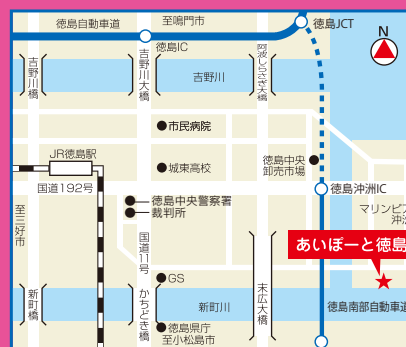 徳島自動車道
至鳴門市
徳島JCT
N
徳島IC
吉野川橋
吉野川大橋
吉野川
阿波しらさぎ大橋
市民病院
JR徳島駅
城東高校
徳島中央
卸売市場
国道192号
徳島沖洲IC
至三好市
徳島中央警察署
裁判所
マリンピ
沖洲
国道11号
あいぽーと徳島
GS
新町橋
かちどき橋
新町川
末広大橋
徳島南部自動車道
徳島県庁
至小松島市